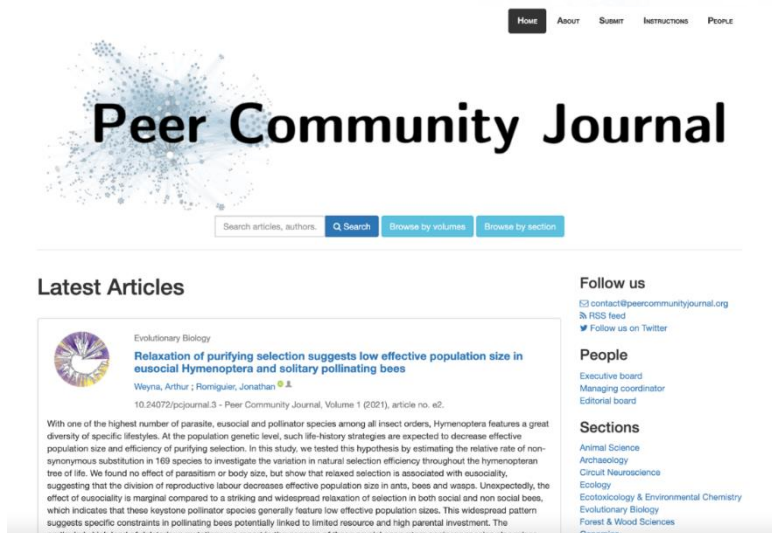 Home About Submit Instructions People
Peer Community Journal
Search articles, authors. Search Browse by volumes Browse by section
Latest Articles
Evolutionary Biology
Relaxation of purifying selection suggests low effective population size in
eusocial Hymenoptera and solitary pollinating bees
Weyna, Arthur ; Romiguier, Jonathan
10.24072/pcjournal.3 - Peer Community Journal, Volume 1 (2021), article no. e2.
With one of the highest number of parasite, eusocial and pollinator species among all insect orders, Hymenoptera features a great
diversity of specific lifestyles. At the population genetic level, such life-history strategies are expected to decrease effective
population size and efficiency of purifying selection. In this study, we tested this hypothesis by estimating the relative rate of non-
synonymous substitution in 169 species to investigate the variation in natural selection efficiency throughout the hymenopteran
tree of life. We found no effect of parasitism or body size, but show that relaxed selection is associated with eusociality,
suggesting that the division of reproductive labour decreases effective population size in ants, bees and wasps. Unexpectedly, the
effect of eusociality is marginal compared to a striking and widespread relaxation of selection in both social and non social bees,
which indicates that these keystone pollinator species generally feature low effective population sizes. This widespread pattern
suggests specific constraints in pollinating bees potentially linked to limited resource and high parental investment. The
Follow us
contact@peercommunityjournal.org
RSS feed
Follow us on Twitter
People
Executive board
Managing coordinator
Editorial board
Sections
Animal Science
Archaeology
Circuit Neuroscience
Ecology
Ecotoxicology & Environmental Chemistry
Evolutionary Biology
Forest & Wood Sciences